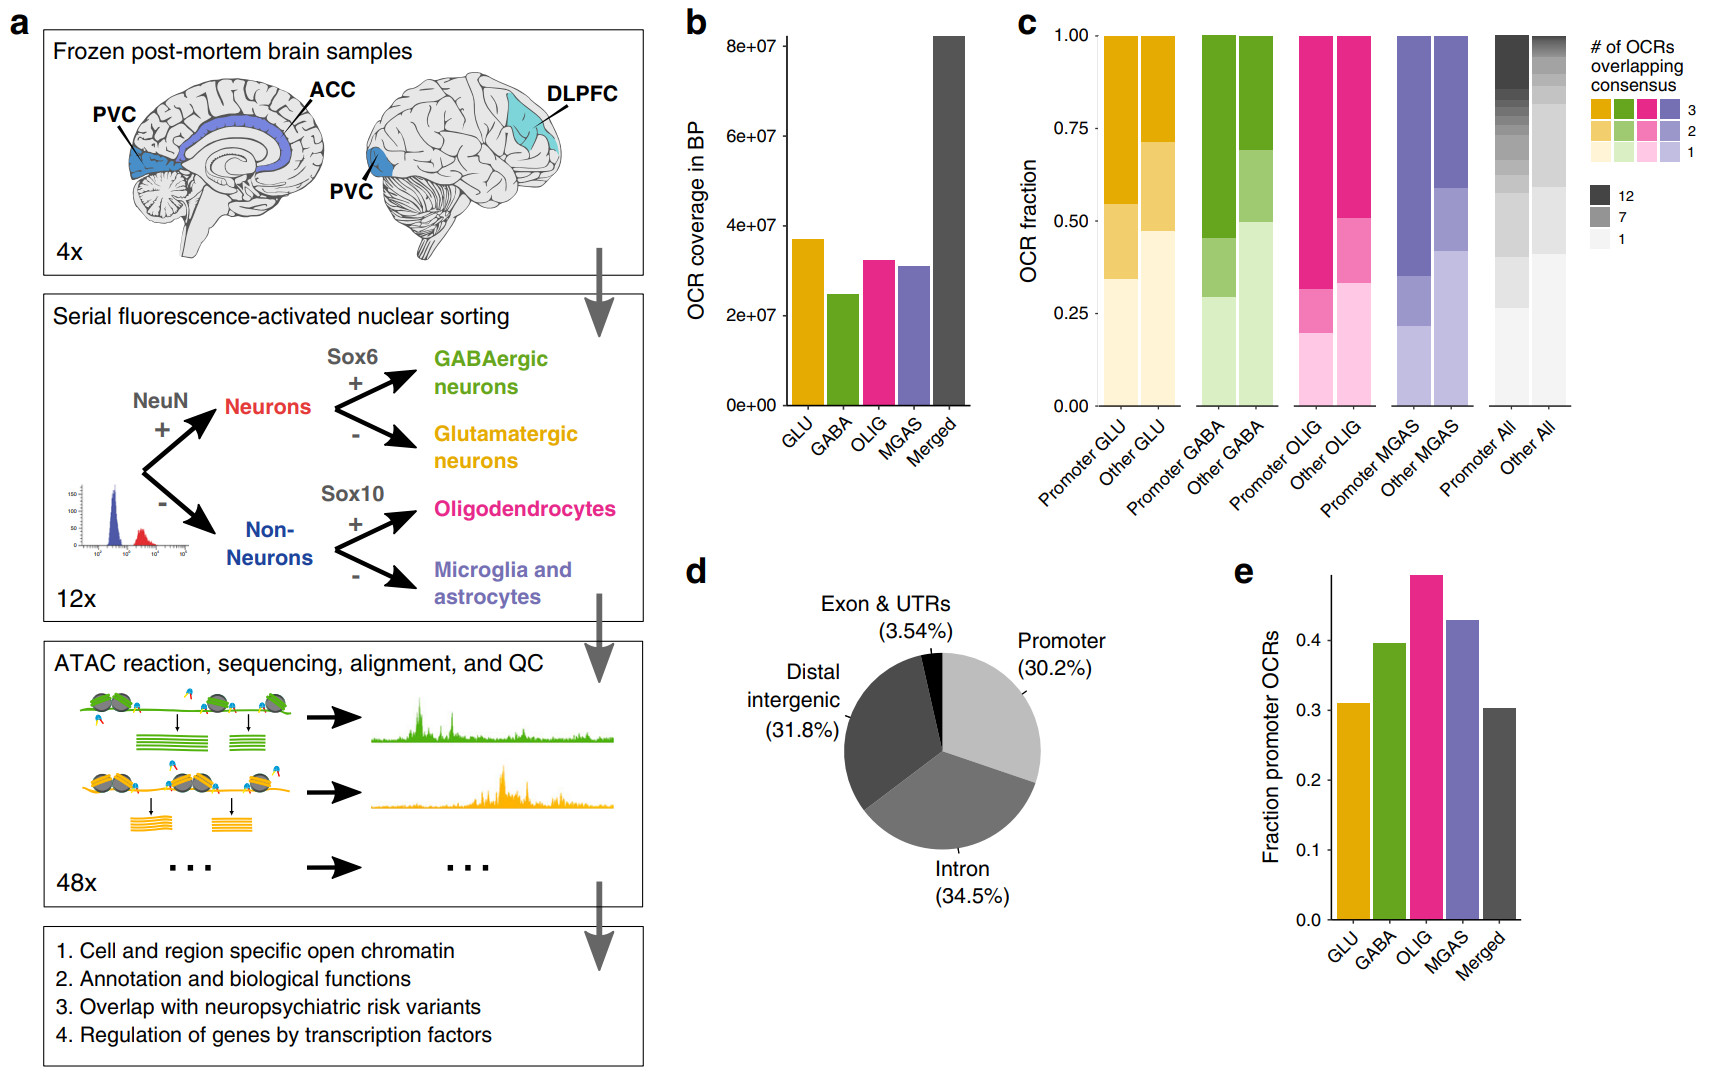 a
Frozen post-mortem brain samples
PVC
ACC
DLPFC
PVC
4x
Serial fluorescence-activated nuclear sorting
NeuN
+
-
Neurons
Non-
Neurons
Sox6
+
-
GABAergic
neurons
Glutamatergic
neurons
Sox10
+
-
Oligodendrocytes
Microglia and
astrocytes
150
100
50
0
12x
ATAC reaction, sequencing, alignment, and QC
...
...
48x
1. Cell and region specific open chromatin
2. Annotation and biological functions
3. Overlap with neuropsychiatric risk variants
4. Regulation of genes by transcription factors
b
OCR coverage in BP
8e+07
6e+07
4e+07
2e+07
0e+00
GLU
GABA
OLIG
MGAS
Merged
c
OCR fraction
1.00
0.75
0.50
0.25
0.00
Promoter GLU
Other GLU
Promoter GABA
Other GABA
Promoter OLIG
Other OLIG
Promoter MGAS
Other MGAS
Promoter All
Other All
# of OCRs
overlapping
consensus
3
2
1
12
7
1
d
Exon & UTRs
(3.54%)
Promoter
(30.2%)
Distal
intergenic
(31.8%)
Intron
(34.5%)
e
Fraction promoter OCRs
0.4
0.3
0.2
0.1
0.0
GLU
GABA
OLIG
MGAS
Merged